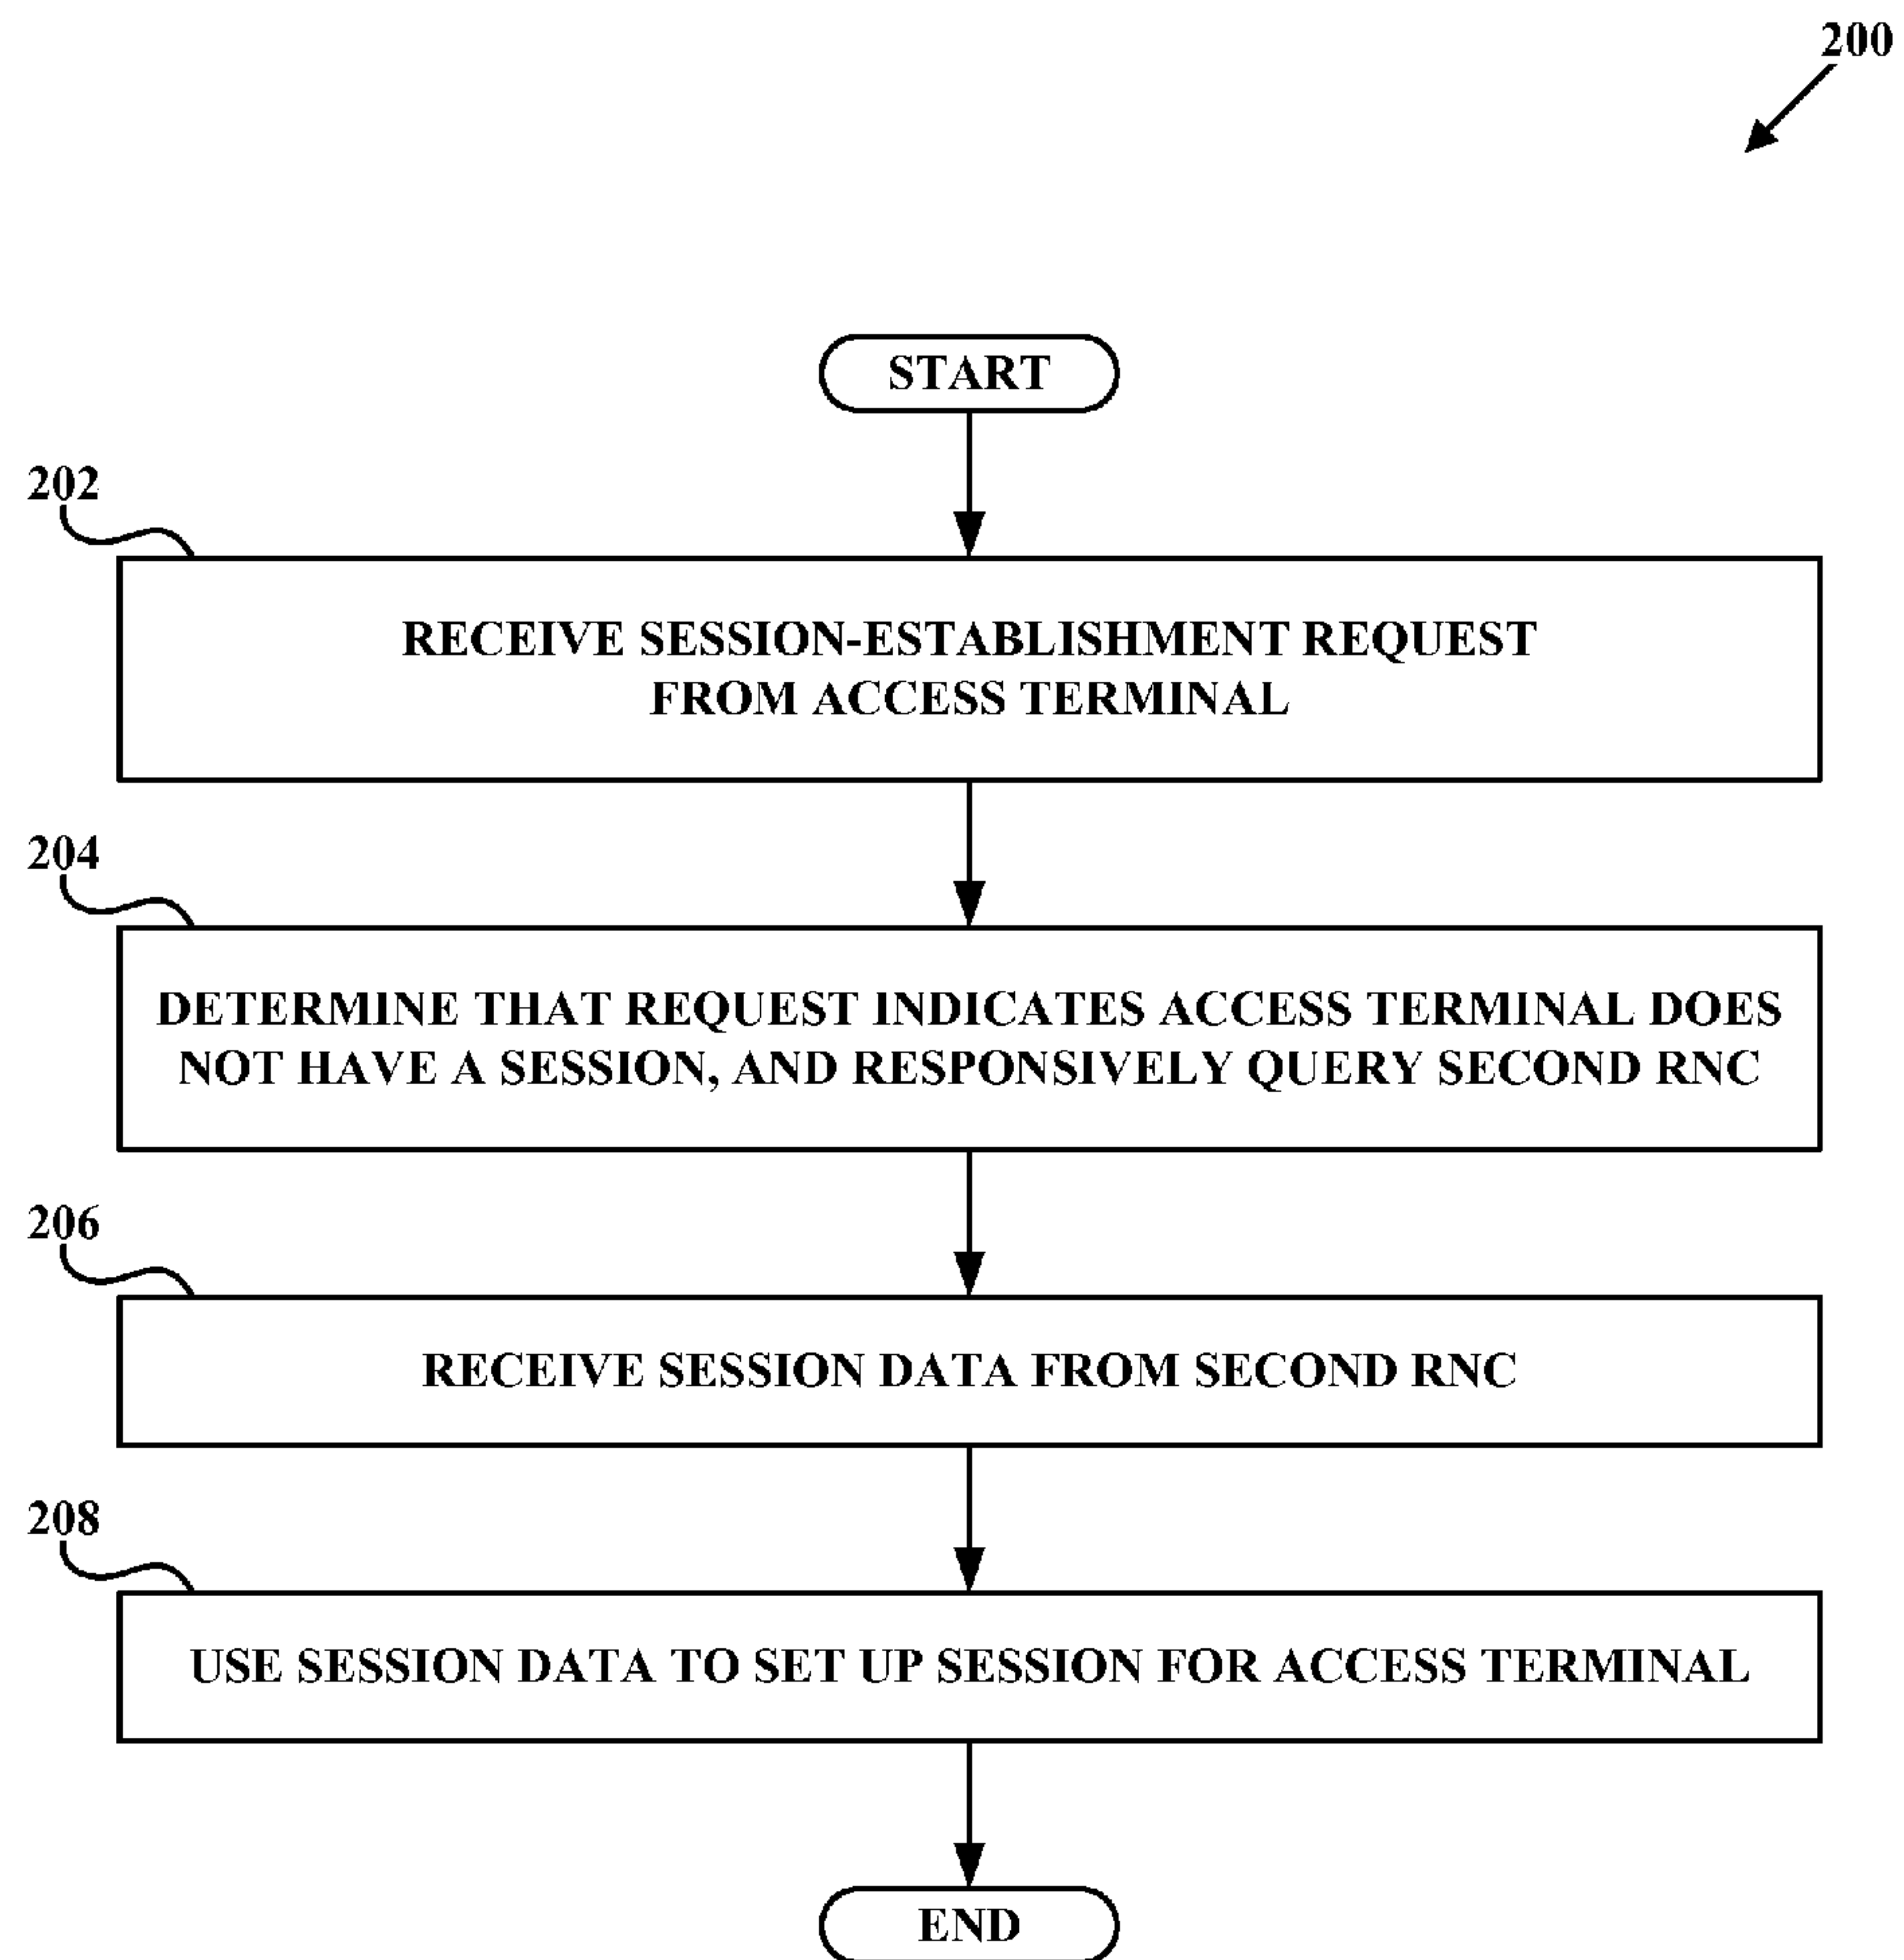 200
START
202
RECEIVE SESSION-ESTABLISHMENT REQUEST
FROM ACCESS TERMINAL
204
DETERMINE THAT REQUEST INDICATES ACCESS TERMINAL DOES
NOT HAVE A SESSION, AND RESPONSIVELY QUERY SECOND RNC
206
RECEIVE SESSION DATA FROM SECOND RNC
208
USE SESSION DATA TO SET UP SESSION FOR ACCESS TERMINAL
END